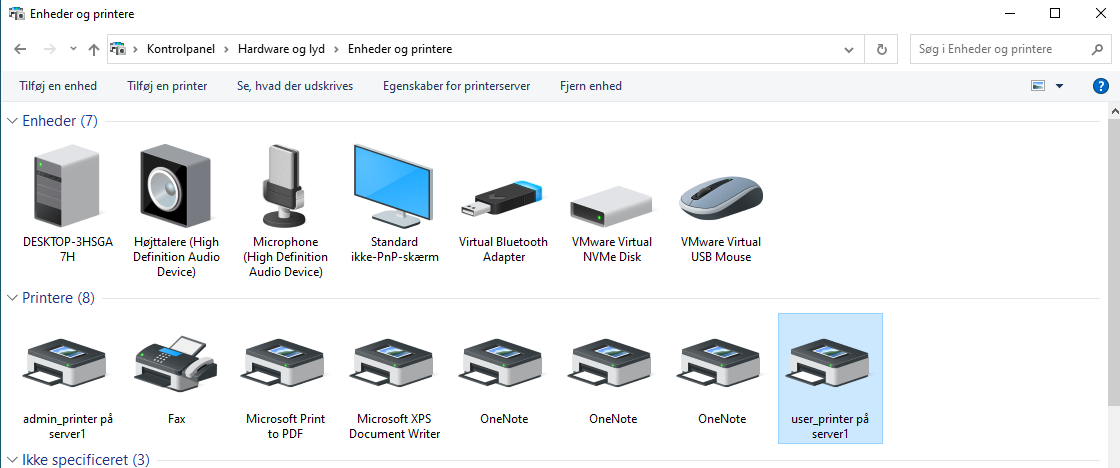 Enheder og printere
Kontrolpanel > Hardware og lyd > Enheder og printere
Søg i Enheder og printere
Tilføj en enhed Tilføj en printer Se, hvad der udskrives Egenskaber for printerserver Fjern enhed
Enheder (7)
DESKTOP-3HSGA
7H
Højttalere (High
Definition Audio
Device)
Microphone
(High Definition
Audio Device)
Standard
ikke-PnP-skærm
Virtual Bluetooth
Adapter
VMware Virtual
NVMe Disk
VMware Virtual
USB Mouse
Printere (8)
admin_printer på
server1
Fax
Microsoft Print
to PDF
Microsoft XPS
Document Writer
OneNote
OneNote
OneNote
user_printer på
server1
Ikke specificeret (3)